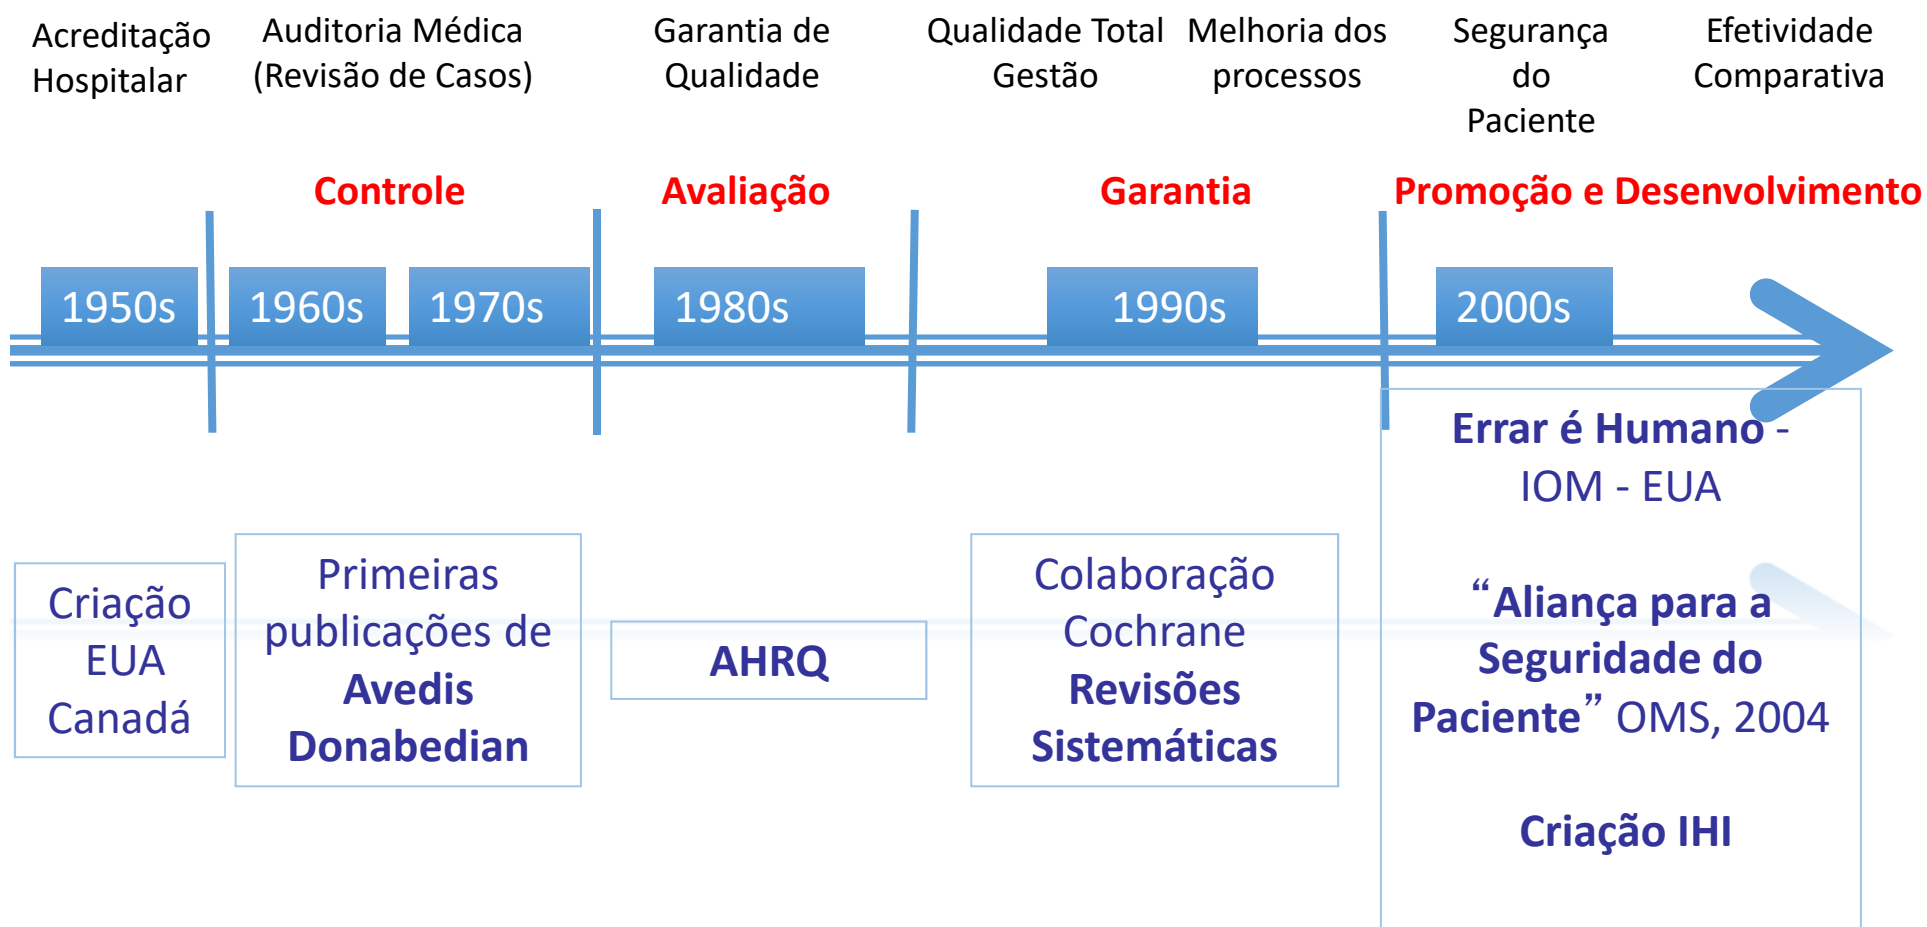 Acreditação
Hospitalar
Auditoria Médica
(Revisão de Casos)
Garantia de
Qualidade
Qualidade Total
Gestão
Melhoria dos
processos
Segurança
do
Paciente
Efetividade
Comparativa
Controle
Avaliação
Garantia
Promoção e Desenvolvimento
1950s
1960s
1970s
1980s
1990s
2000s
Criação
EUA
Canadá
Primeiras
publicações de
Avedis
Donabedian
AHRQ
Colaboração
Cochrane
Revisões
Sistemáticas
Errar é Humano -
IOM - EUA
“Aliança para a
Seguridade do
Paciente” OMS, 2004
Criação IHI